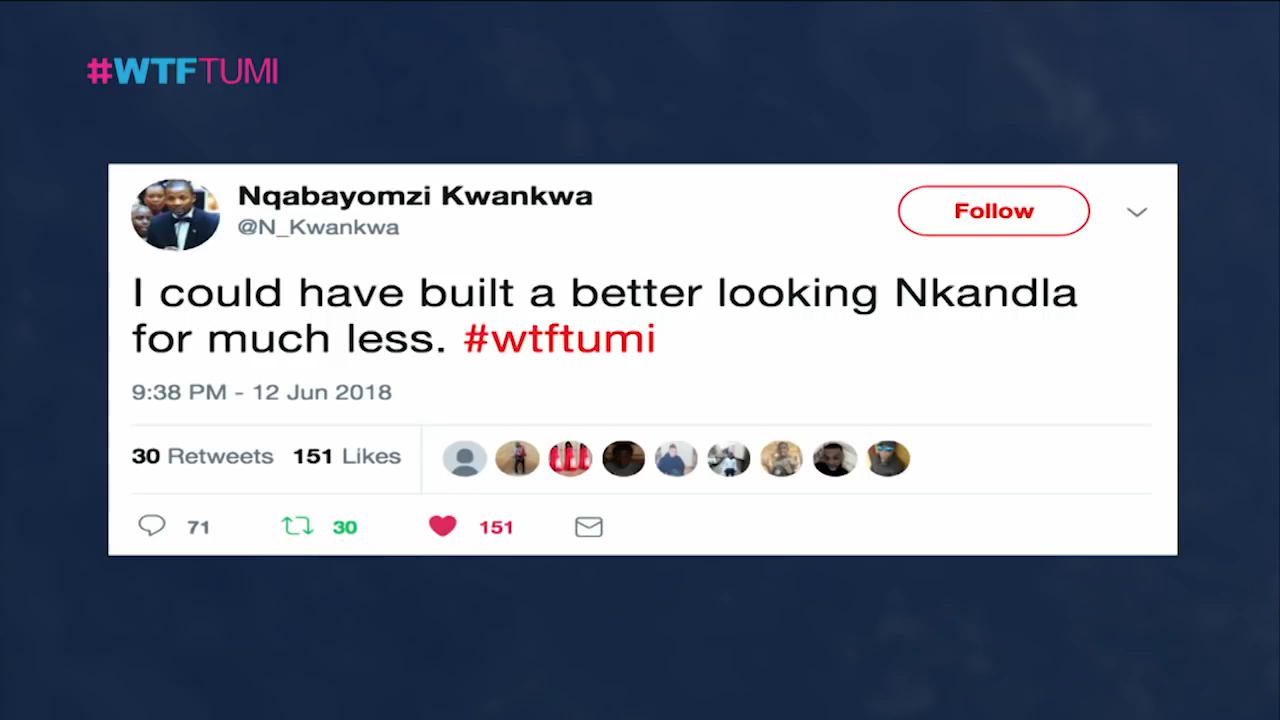 #WTFTUMI
Nqabayomzi Kwankwa
@N_Kwankwa
Follow
I could have built a better looking Nkandla
for much less. #wtftumi
9:38 PM - 12 Jun 2018
30 Retweets 151 Likes
71 30 151